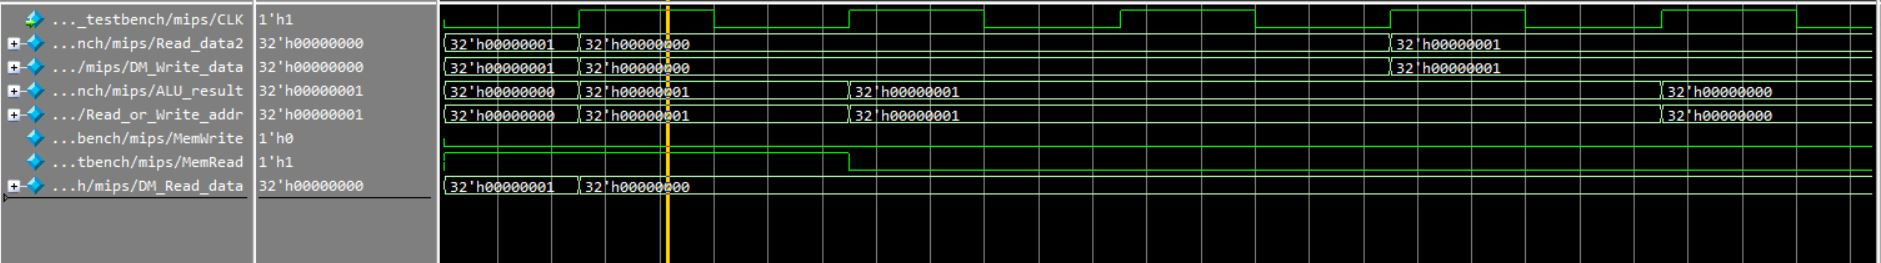 ..._testbench/mips/CLK 1'h1
...nch/mips/Read_data2 32'h00000000 32'h00000001 32'h00000000 32'h00000001
.../mips/DM_Write_data 32'h00000000 32'h00000001 32'h00000000 32'h00000001
...nch/mips/ALU_result 32'h00000001 32'h00000000 32'h00000001 32'h00000001 32'h00000000
.../Read_or_Write_addr 32'h00000001 32'h00000000 32'h00000001 32'h00000001 32'h00000000
...bench/mips/MemWrite 1'h0
...tbench/mips/MemRead 1'h1
...h/mips/DM_Read_data 32'h00000000 32'h00000001 32'h00000000